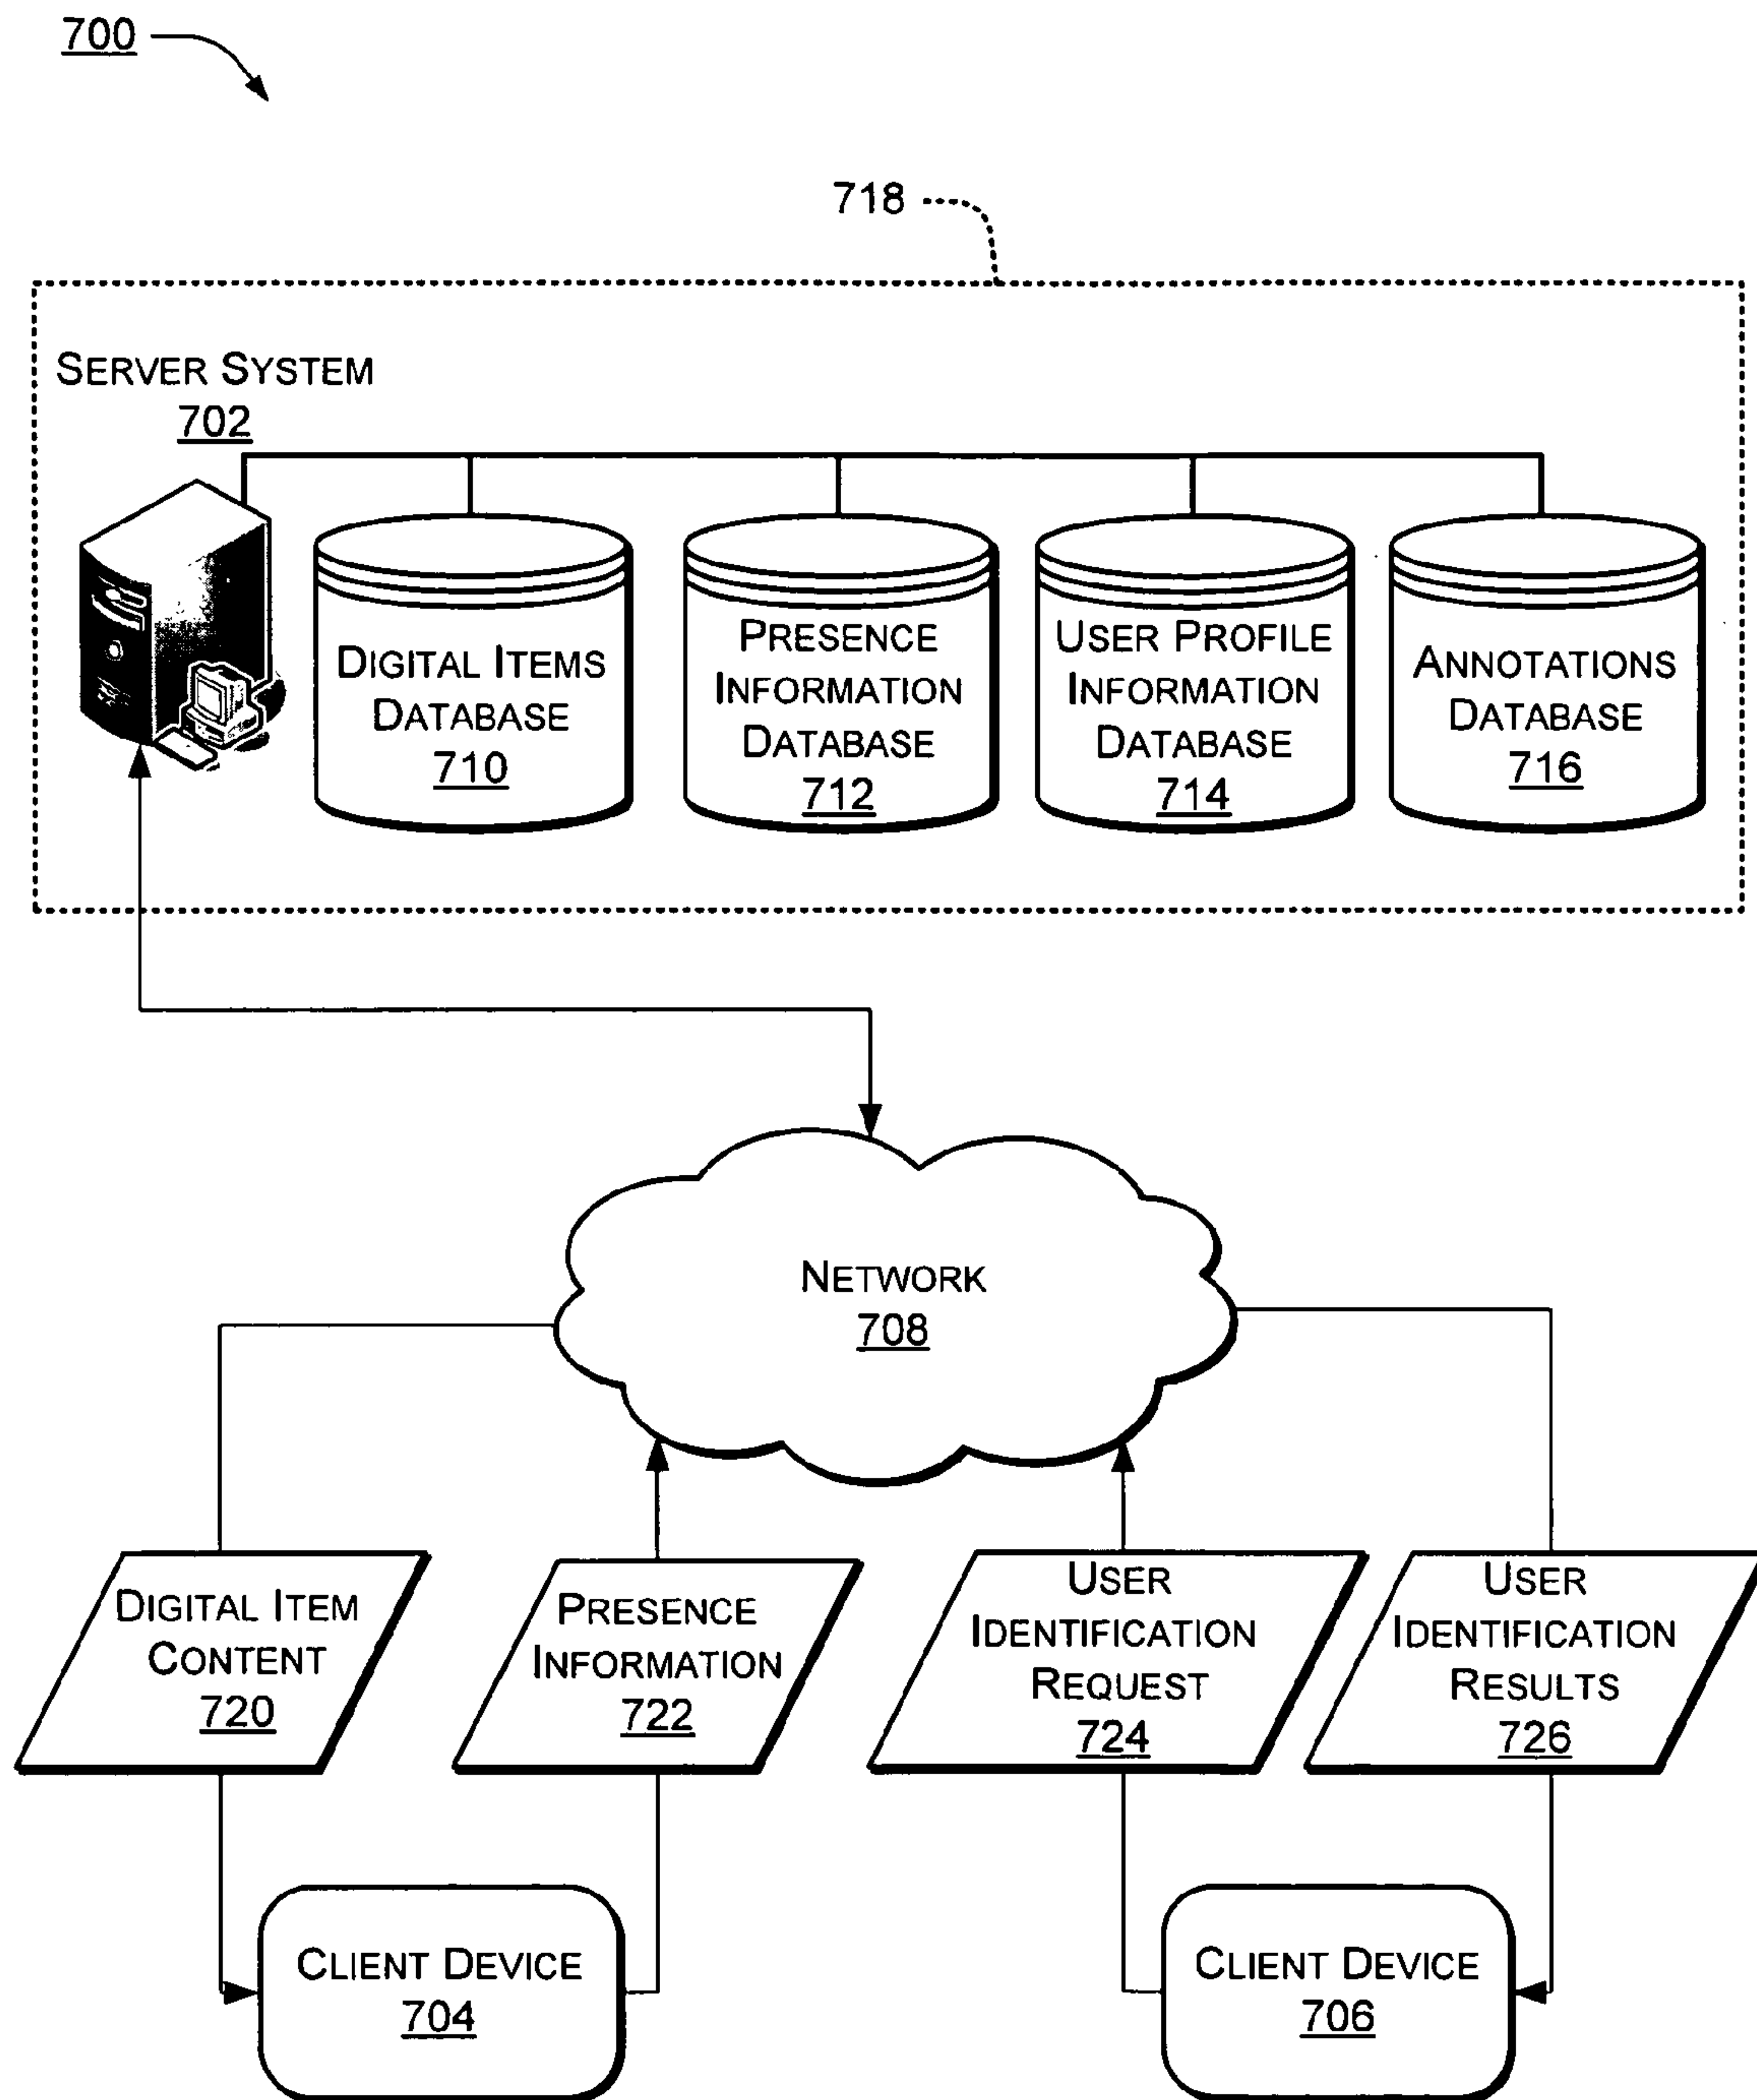 700
718
SERVER SYSTEM
702
DIGITAL ITEMS
DATABASE
710
PRESENCE
INFORMATION
DATABASE
712
USER PROFILE
INFORMATION
DATABASE
714
ANNOTATIONS
DATABASE
716
NETWORK
708
DIGITAL ITEM
CONTENT
720
PRESENCE
INFORMATION
722
USER
IDENTIFICATION
REQUEST
724
USER
IDENTIFICATION
RESULTS
726
CLIENT DEVICE
704
CLIENT DEVICE
706